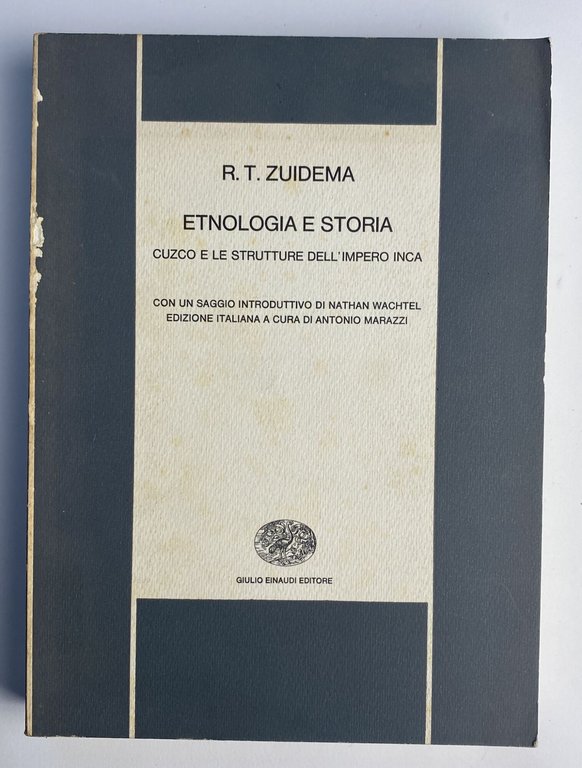 R. T. ZUIDEMA
ETNOLOGIA E STORIA
CUZCO E LE STRUTTURE DELL'IMPERO INCA
CON UN SAGGIO INTRODUTTIVO DI NATHAN WACHTEL
EDIZIONE ITALIANA A CURA DI ANTONIO MARAZZI
GIULIO EINAUDI EDITORE